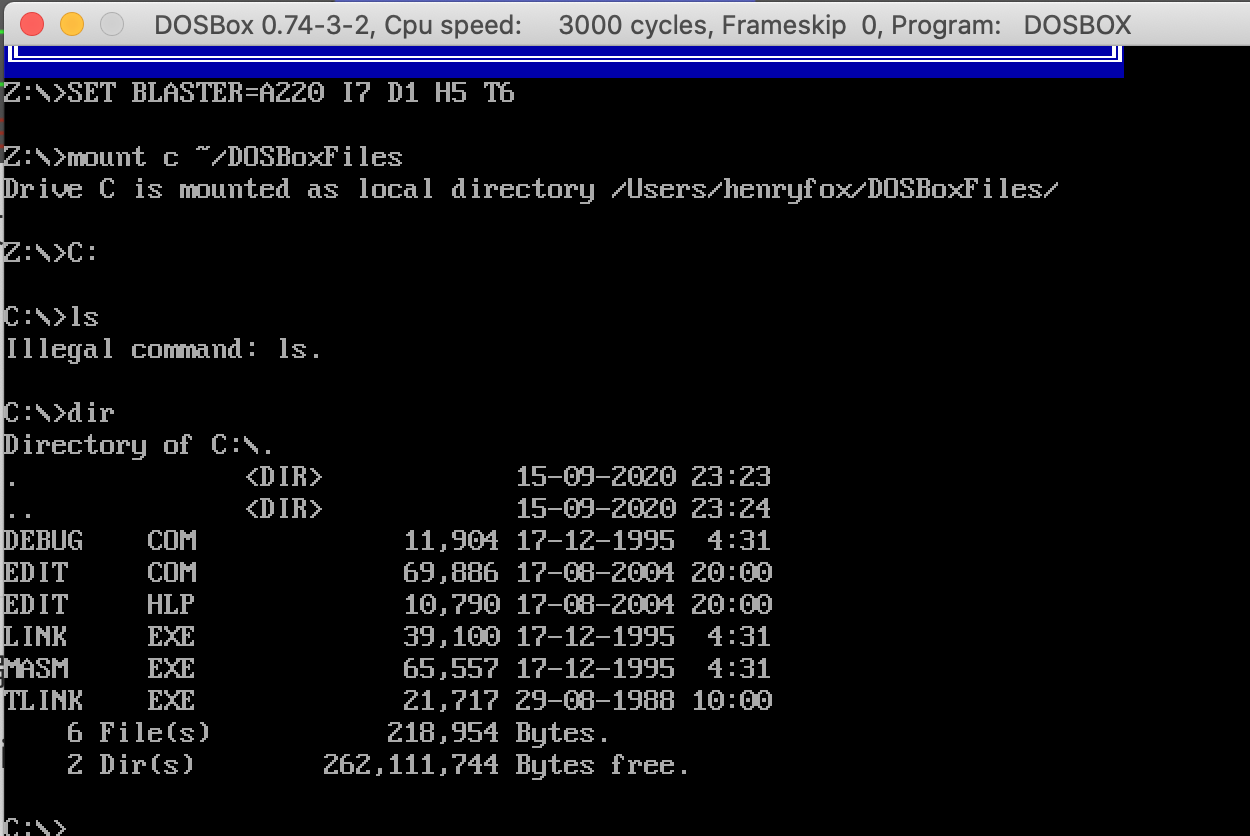 DOSBox 0.74-3-2, Cpu speed:    3000 cycles, Frameskip  0, Program:   DOSBOX
Z:\>SET BLASTER=A220 I7 D1 H5 T6
Z:\>mount c ~/DOSBoxFiles
Drive C is mounted as local directory /Users/henryfox/DOSBoxFiles/
Z:\>C:
C:\>ls
Illegal command: ls.
C:\>dir
Directory of C:\.
.              <DIR>            15-09-2020 23:23
..             <DIR>            15-09-2020 23:24
DEBUG    COM             11,904 17-12-1995  4:31
EDIT     COM             69,886 17-08-2004 20:00
EDIT     HLP             10,790 17-08-2004 20:00
LINK     EXE             39,100 17-12-1995  4:31
MASM     EXE             65,557 17-12-1995  4:31
TLINK    EXE             21,717 29-08-1988 10:00
    6 File(s)           218,954 Bytes.
    2 Dir(s)        262,111,744 Bytes free.
C:\>